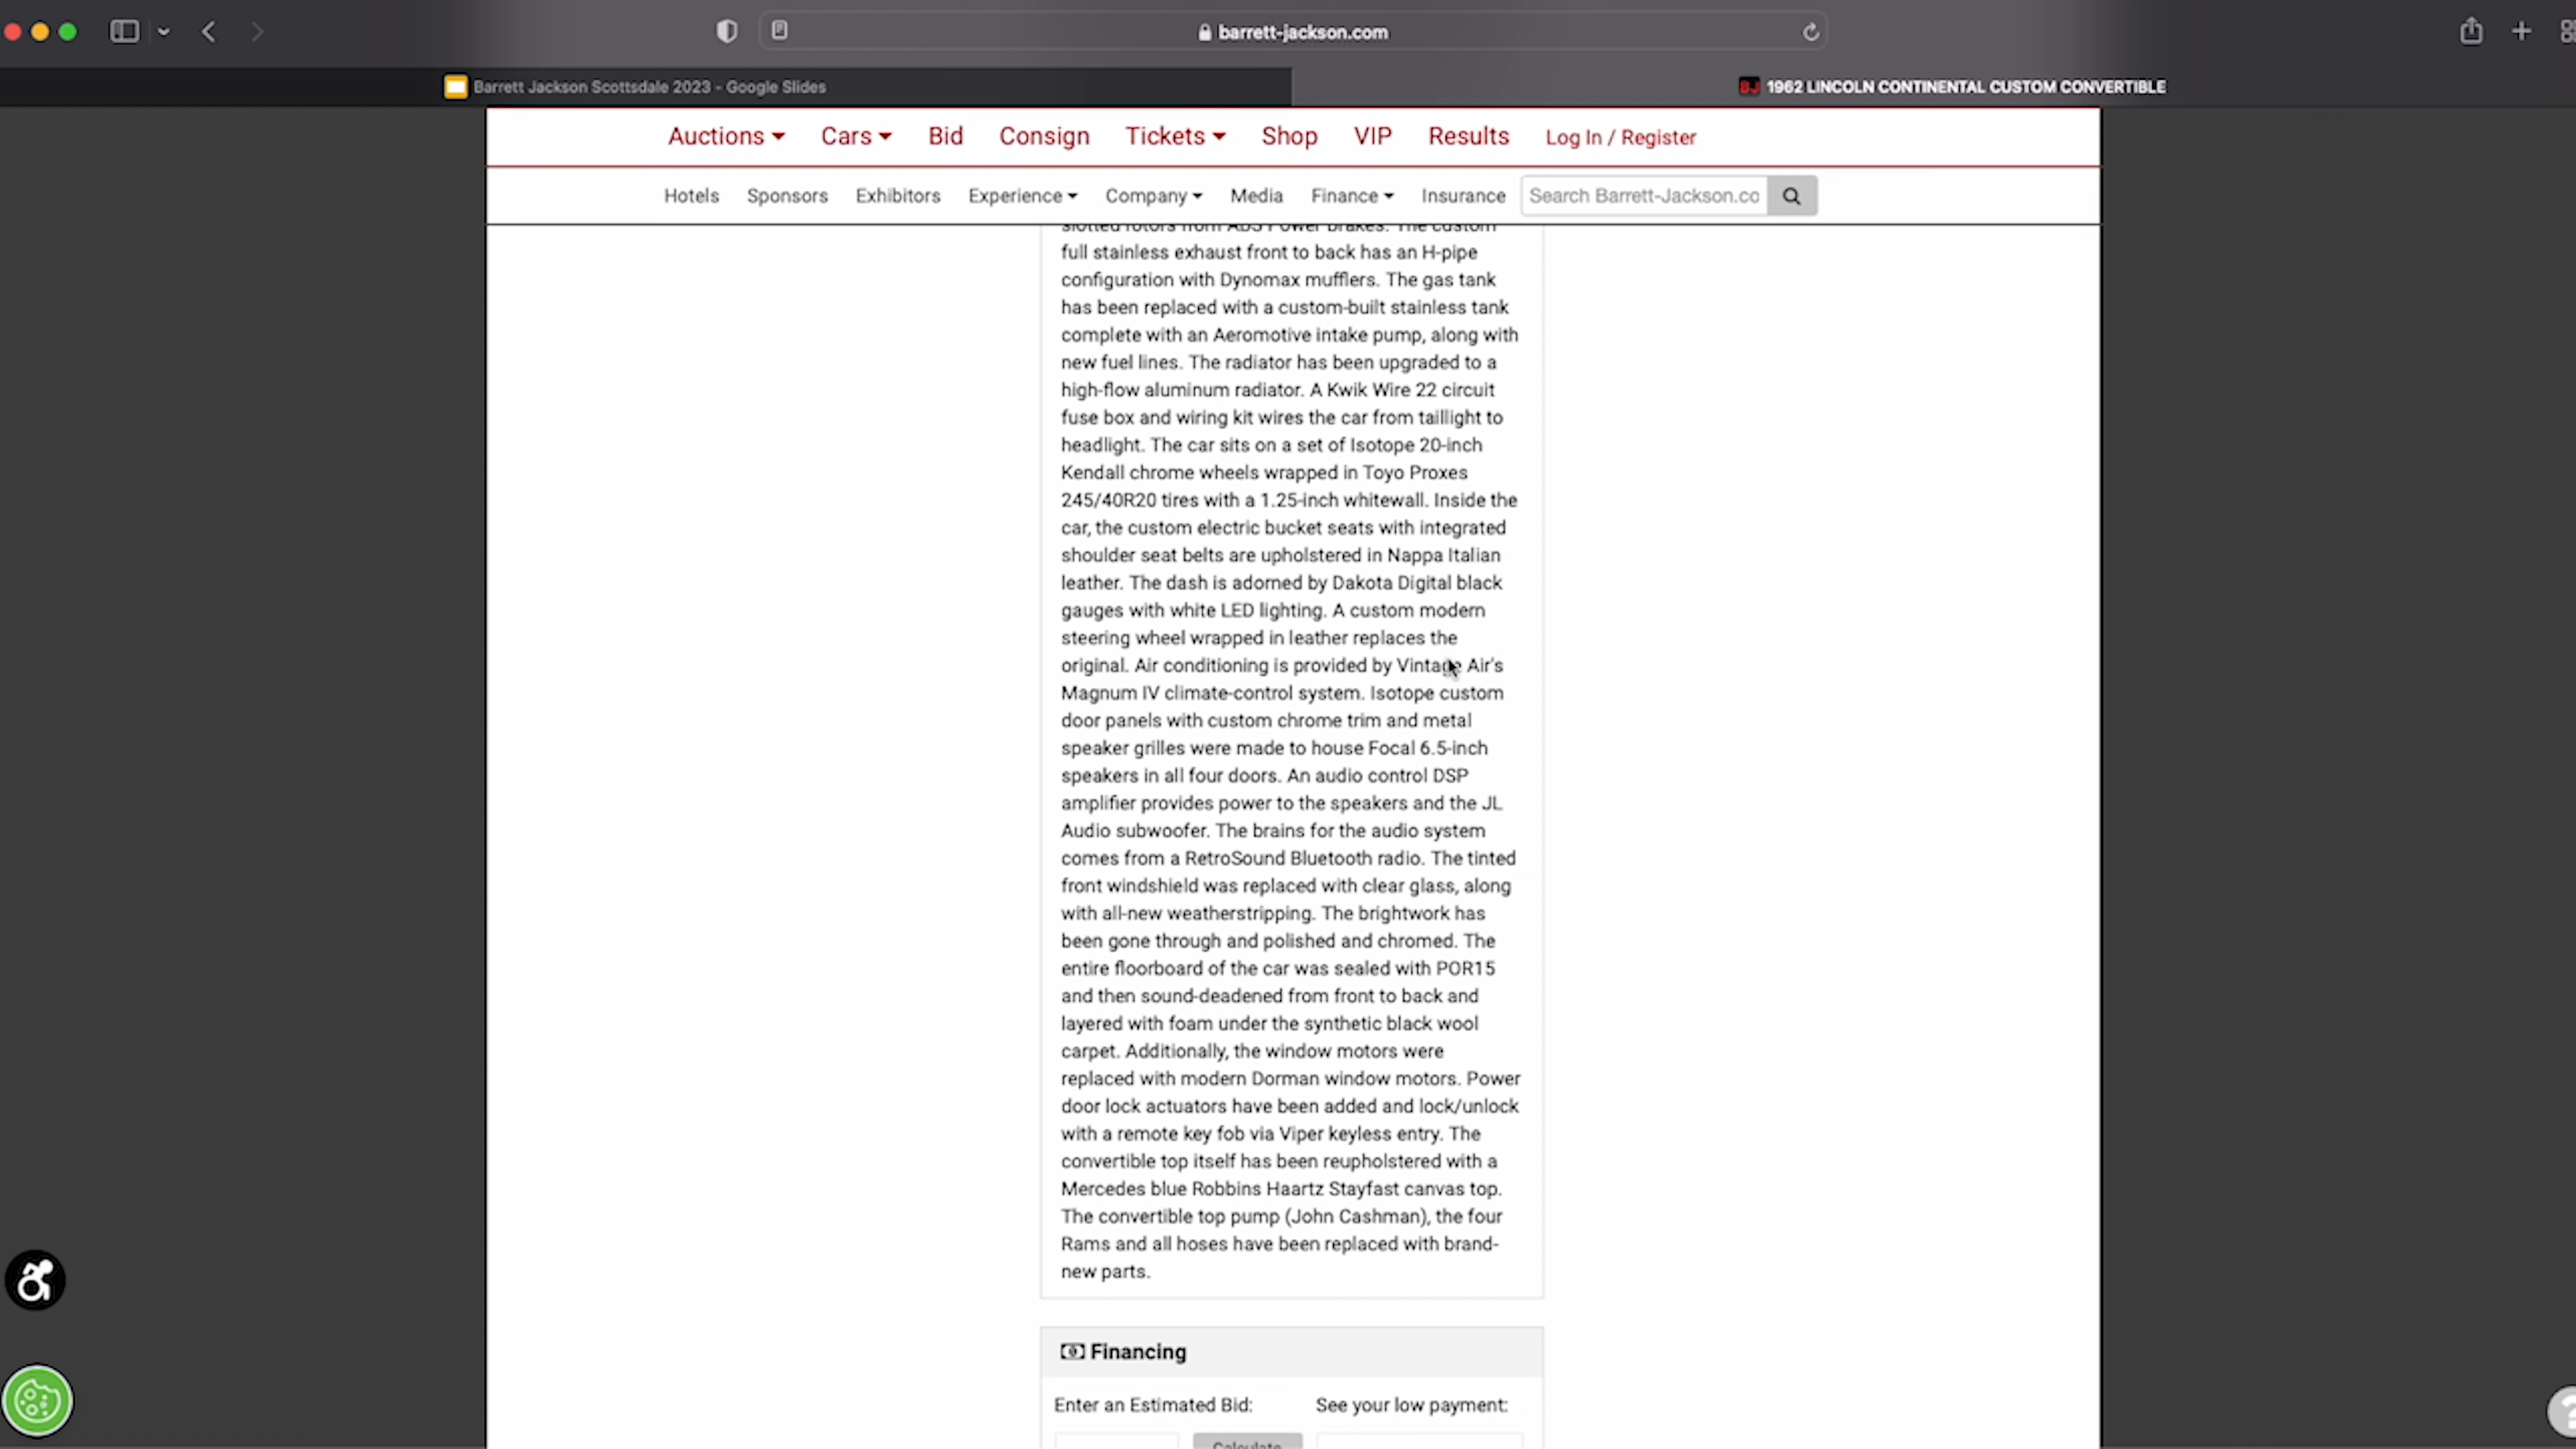 barrett-jackson.com
Barrett Jackson Scottsdale 2023 - Google Slides
BJ 1962 LINCOLN CONTINENTAL CUSTOM CONVERTIBLE
Auctions Cars Bid Consign Tickets Shop VIP Results Log In / Register
Hotels Sponsors Exhibitors Experience Company Media Finance Insurance Search Barrett-Jackson.co
slotted rotors from ABS Power brakes. The custom
full stainless exhaust front to back has an H-pipe
configuration with Dynomax mufflers. The gas tank
has been replaced with a custom-built stainless tank
complete with an Aeromotive intake pump, along with
new fuel lines. The radiator has been upgraded to a
high-flow aluminum radiator. A Kwik Wire 22 circuit
fuse box and wiring kit wires the car from taillight to
headlight. The car sits on a set of Isotope 20-inch
Kendall chrome wheels wrapped in Toyo Proxes
245/40R20 tires with a 1.25-inch whitewall. Inside the
car, the custom electric bucket seats with integrated
shoulder seat belts are upholstered in Nappa Italian
leather. The dash is adorned by Dakota Digital black
gauges with white LED lighting. A custom modern
steering wheel wrapped in leather replaces the
original. Air conditioning is provided by Vintage Air's
Magnum IV climate-control system. Isotope custom
door panels with custom chrome trim and metal
speaker grilles were made to house Focal 6.5-inch
speakers in all four doors. An audio control DSP
amplifier provides power to the speakers and the JL
Audio subwoofer. The brains for the audio system
comes from a RetroSound Bluetooth radio. The tinted
front windshield was replaced with clear glass, along
with all-new weatherstripping. The brightwork has
been gone through and polished and chromed. The
entire floorboard of the car was sealed with POR15
and then sound-deadened from front to back and
layered with foam under the synthetic black wool
carpet. Additionally, the window motors were
replaced with modern Dorman window motors. Power
door lock actuators have been added and lock/unlock
with a remote key fob via Viper keyless entry. The
convertible top itself has been reupholstered with a
Mercedes blue Robbins Haartz Stayfast canvas top.
The convertible top pump (John Cashman), the four
Rams and all hoses have been replaced with brand-
new parts.
Financing
Enter an Estimated Bid: See your low payment:
Calculate
?